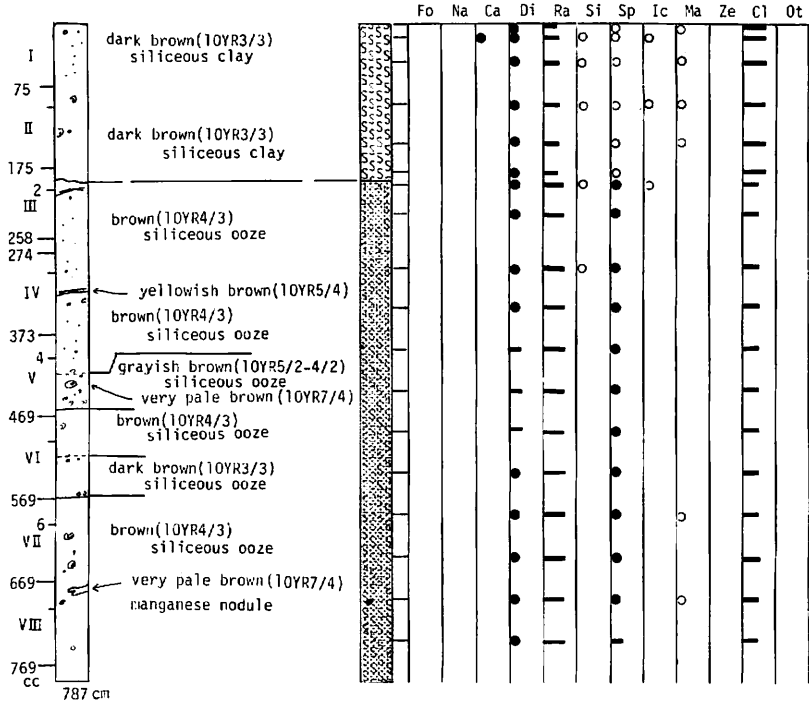 Fo Na Ca Di Ra Si Sp Ic Ma Ze Cl Ot
dark brown(10YR3/3)
siliceous clay
I
75
II
dark brown(10YR3/3)
siliceous clay
175
2
III
brown(10YR4/3)
siliceous ooze
258
274
IV
yellowish brown(10YR5/4)
brown(10YR4/3)
siliceous ooze
373
4
grayish brown(10YR5/2-4/2)
siliceous ooze
V
very pale brown(10YR7/4)
469
brown(10YR4/3)
siliceous ooze
VI
dark brown(10YR3/3)
siliceous ooze
569
6
brown(10YR4/3)
siliceous ooze
VII
669
very pale brown(10YR7/4)
manganese nodule
VIII
769
cc
787 cm